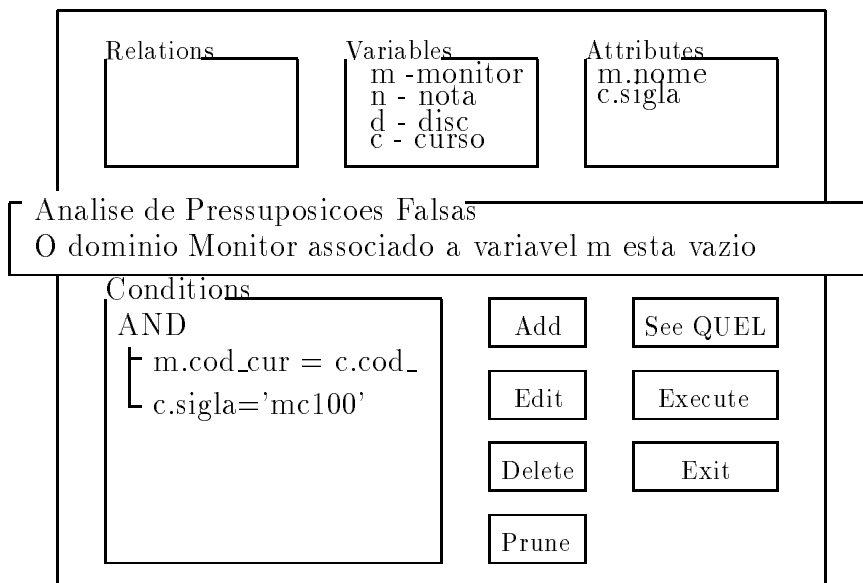 Relations
Variables
Attributes
m -monitor
n - nota
d - disc
c - curso
m.nome
c.sigla
Analise de Pressuposicoes Falsas
O dominio Monitor associado a variavel m esta vazio
Conditions
AND
m.cod_cur = c.cod_
c.sigla='mc100'
Add
See QUEL
Edit
Execute
Delete
Exit
Prune